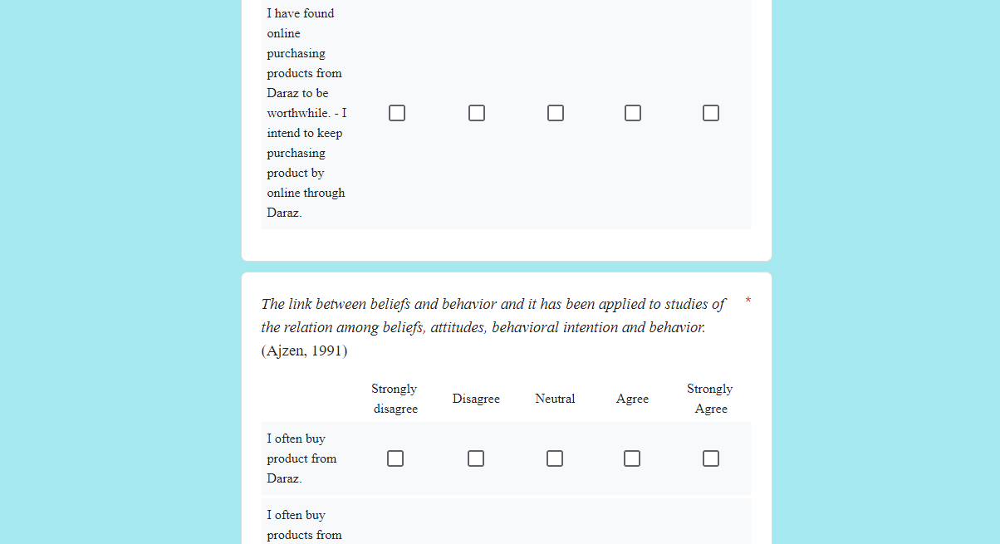 I have found
online
purchasing
products from
Daraz to be
worthwhile. - I
intend to keep
purchasing
product by
online through
Daraz.
The link between beliefs and behavior and it has been applied to studies of *
the relation among beliefs, attitudes, behavioral intention and behavior.
(Ajzen, 1991)
Strongly disagree Disagree Neutral Agree Strongly Agree
I often buy
product from
Daraz.
I often buy
products from